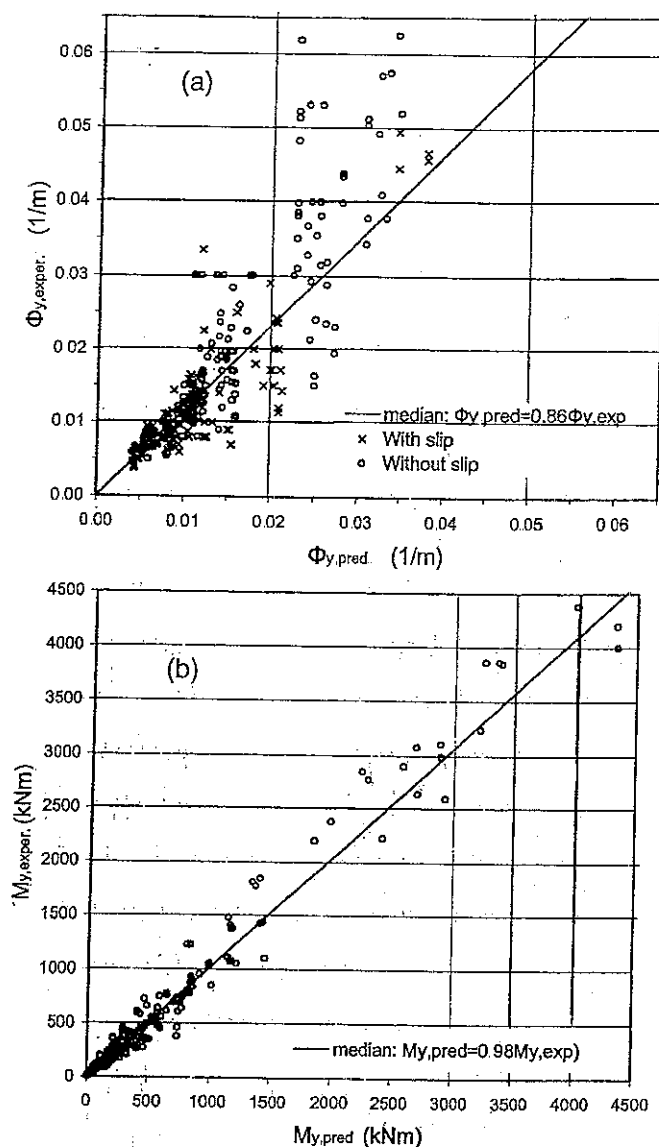 0.06
(a)
0.05
0.04
Φy,exper. (1/m)
0.03
0.02
0.01
median: Φy pred=0.86Φy,exp
× With slip
o Without slip
0.00
0.00 0.01 0.02 0.03 0.04 0.05 0.06
Φy,pred (1/m)
4500
4000
(b)
3500
3000
My,exper. (kNm)
2500
2000
1500
1000
500
median: My,pred=0.98My,exp)
0
0 500 1000 1500 2000 2500 3000 3500 4000 4500
My,pred (kNm)